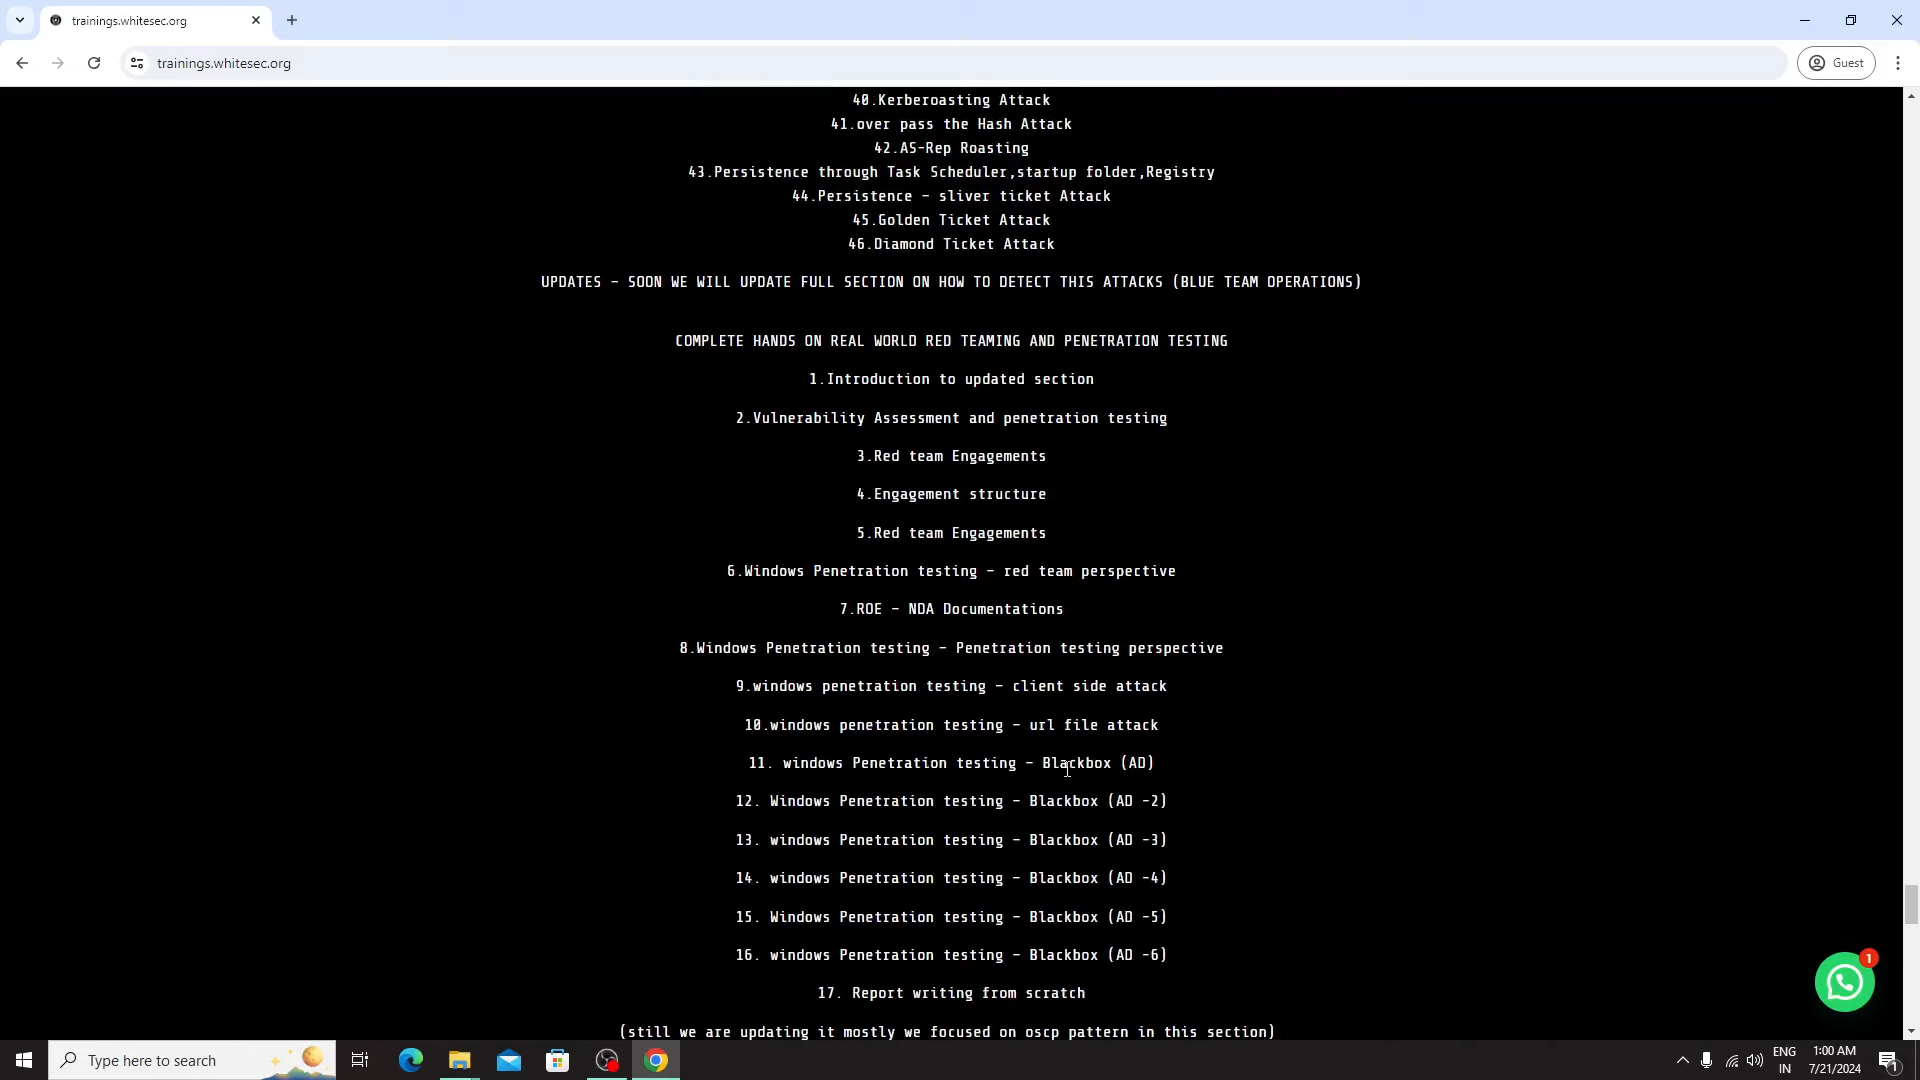 trainings.whitesec.org
trainings.whitesec.org
Guest
40.Kerberoasting Attack
41.over pass the Hash Attack
42.AS-Rep Roasting
43.Persistence through Task Scheduler,startup folder,Registry
44.Persistence - sliver ticket Attack
45.Golden Ticket Attack
46.Diamond Ticket Attack
UPDATES - SOON WE WILL UPDATE FULL SECTION ON HOW TO DETECT THIS ATTACKS (BLUE TEAM OPERATIONS)
COMPLETE HANDS ON REAL WORLD RED TEAMING AND PENETRATION TESTING
1.Introduction to updated section
2.Vulnerability Assessment and penetration testing
3.Red team Engagements
4.Engagement structure
5.Red team Engagements
6.Windows Penetration testing - red team perspective
7.ROE - NDA Documentations
8.Windows Penetration testing - Penetration testing perspective
9.windows penetration testing - client side attack
10.windows penetration testing - url file attack
11. windows Penetration testing - Blackbox (AD)
12. Windows Penetration testing - Blackbox (AD -2)
13. windows Penetration testing - Blackbox (AD -3)
14. windows Penetration testing - Blackbox (AD -4)
15. Windows Penetration testing - Blackbox (AD -5)
16. windows Penetration testing - Blackbox (AD -6)
17. Report writing from scratch
(still we are updating it mostly we focused on oscp pattern in this section)
1
Type here to search
ENG
IN
1:00 AM
7/21/2024
1